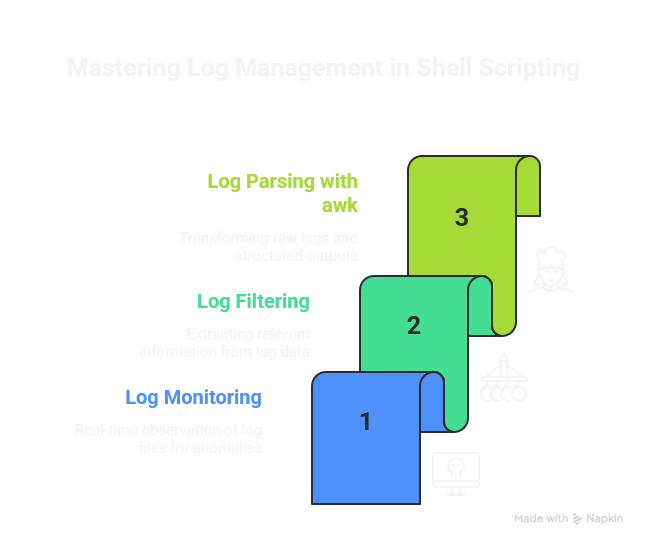 Mastering Log Management in Shell Scripting
Log Parsing with
awk
Transforming raw logs into
structured outputs
3
Log Filtering
Extracting relevant
information from log data
2
Log Monitoring
Real-time observation of log
files for anomalies
1
Made with Napkin